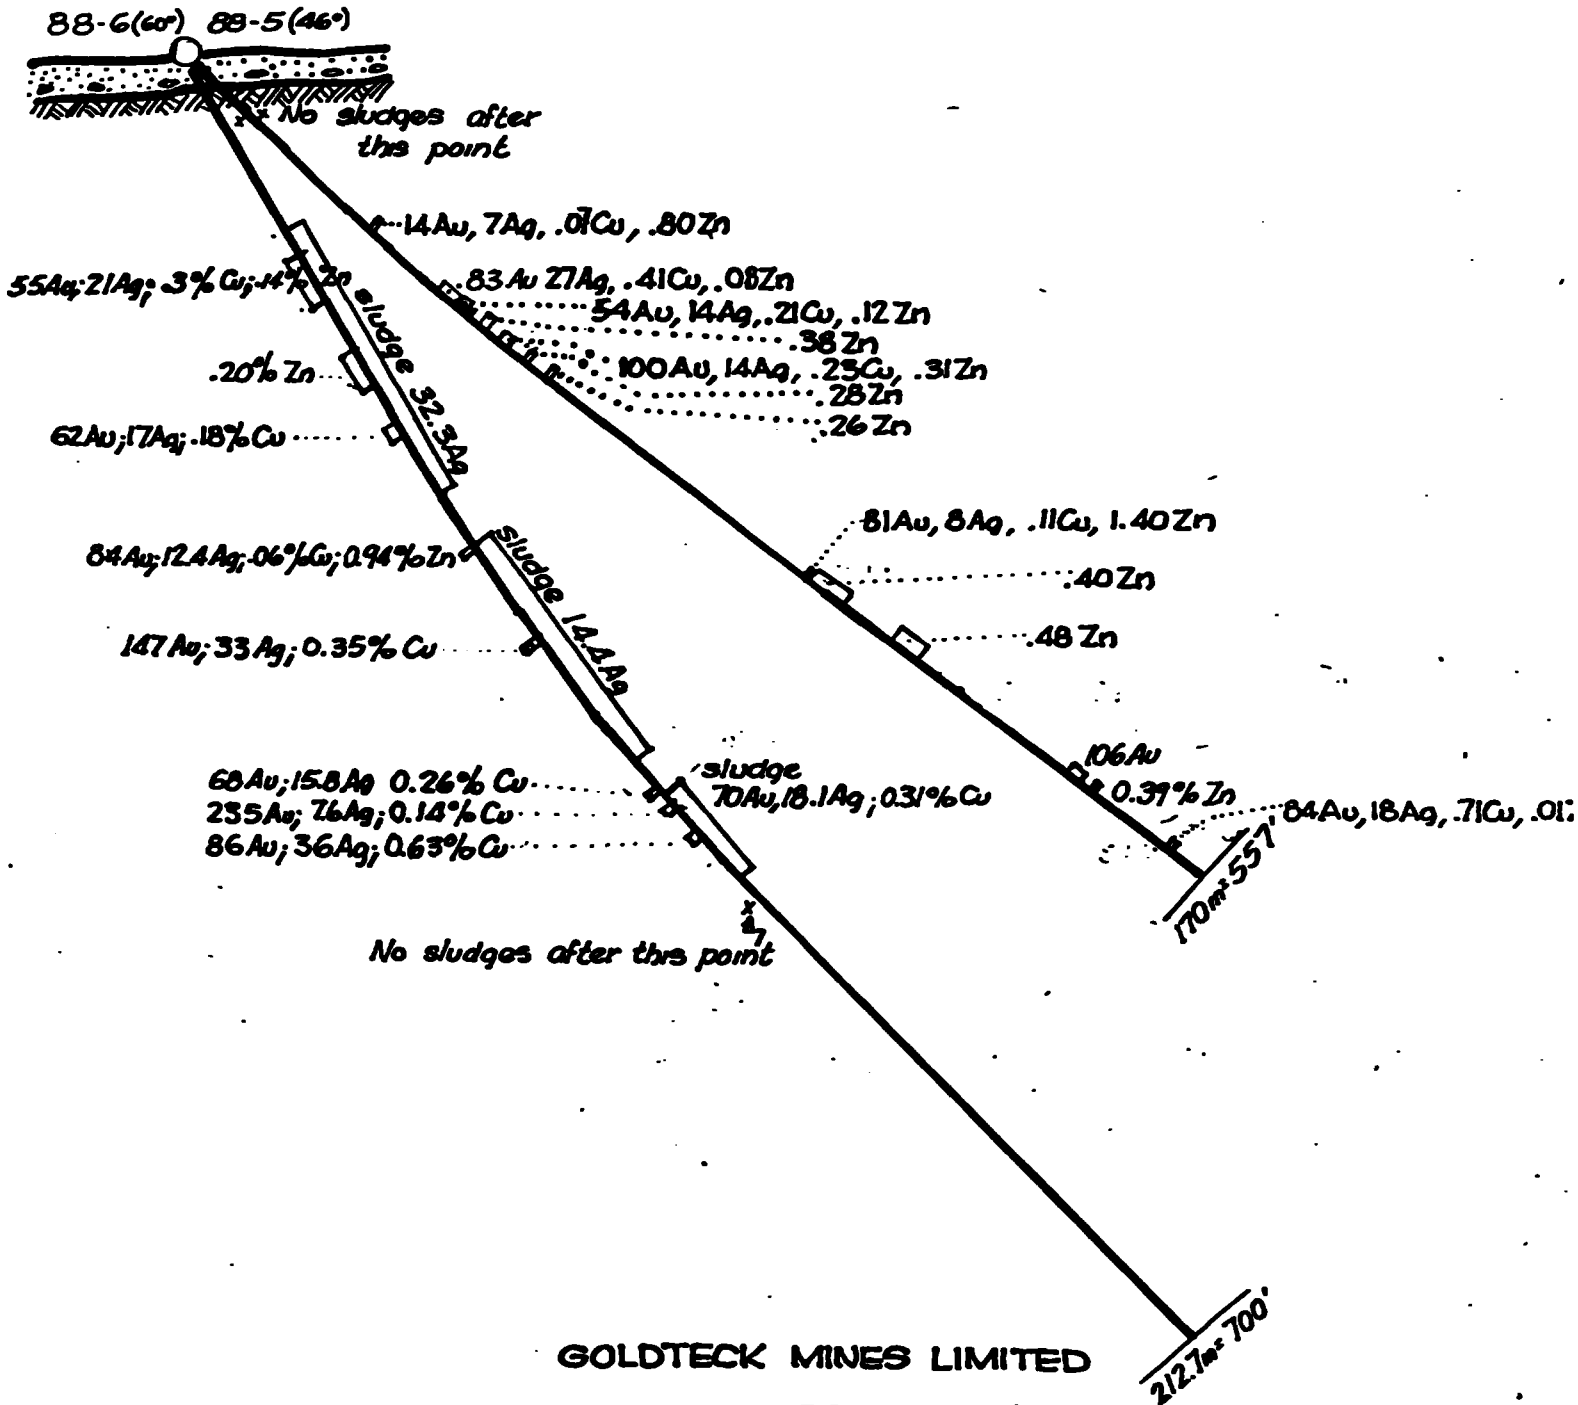 88-6(60°) 88-5(46°)
No sludges after
this point
14Au, 7Ag, .07Cu, .80Zn
.83Au 27Ag, .41Cu, .08Zn
54Au, 14Ag, .21Cu, .12Zn
.38Zn
100Au, 14Ag, .23Cu, .31Zn
.28Zn
.26Zn
55Au; 21Ag; .3% Cu; .14% Zn
sludge 32.3Ag
.20% Zn
62Au; 17Ag; .18% Cu
81Au, 8Ag, .11Cu, 1.40Zn
.40Zn
84Au; 12.4Ag; .06% Cu; 0.94% Zn
sludge 14.4Ag
147Au; 33Ag; 0.35% Cu
.48Zn
106Au
0.39% Zn
84Au, 18Ag, .71Cu, .01
68Au; 15.8Ag 0.26% Cu
235Au; 7.6Ag; 0.14% Cu
86Au; 36Ag; 0.63% Cu
sludge
70Au, 18.1Ag; 0.31% Cu
170m=557'
No sludges after this point
212.7m=700'
GOLDTECK MINES LIMITED